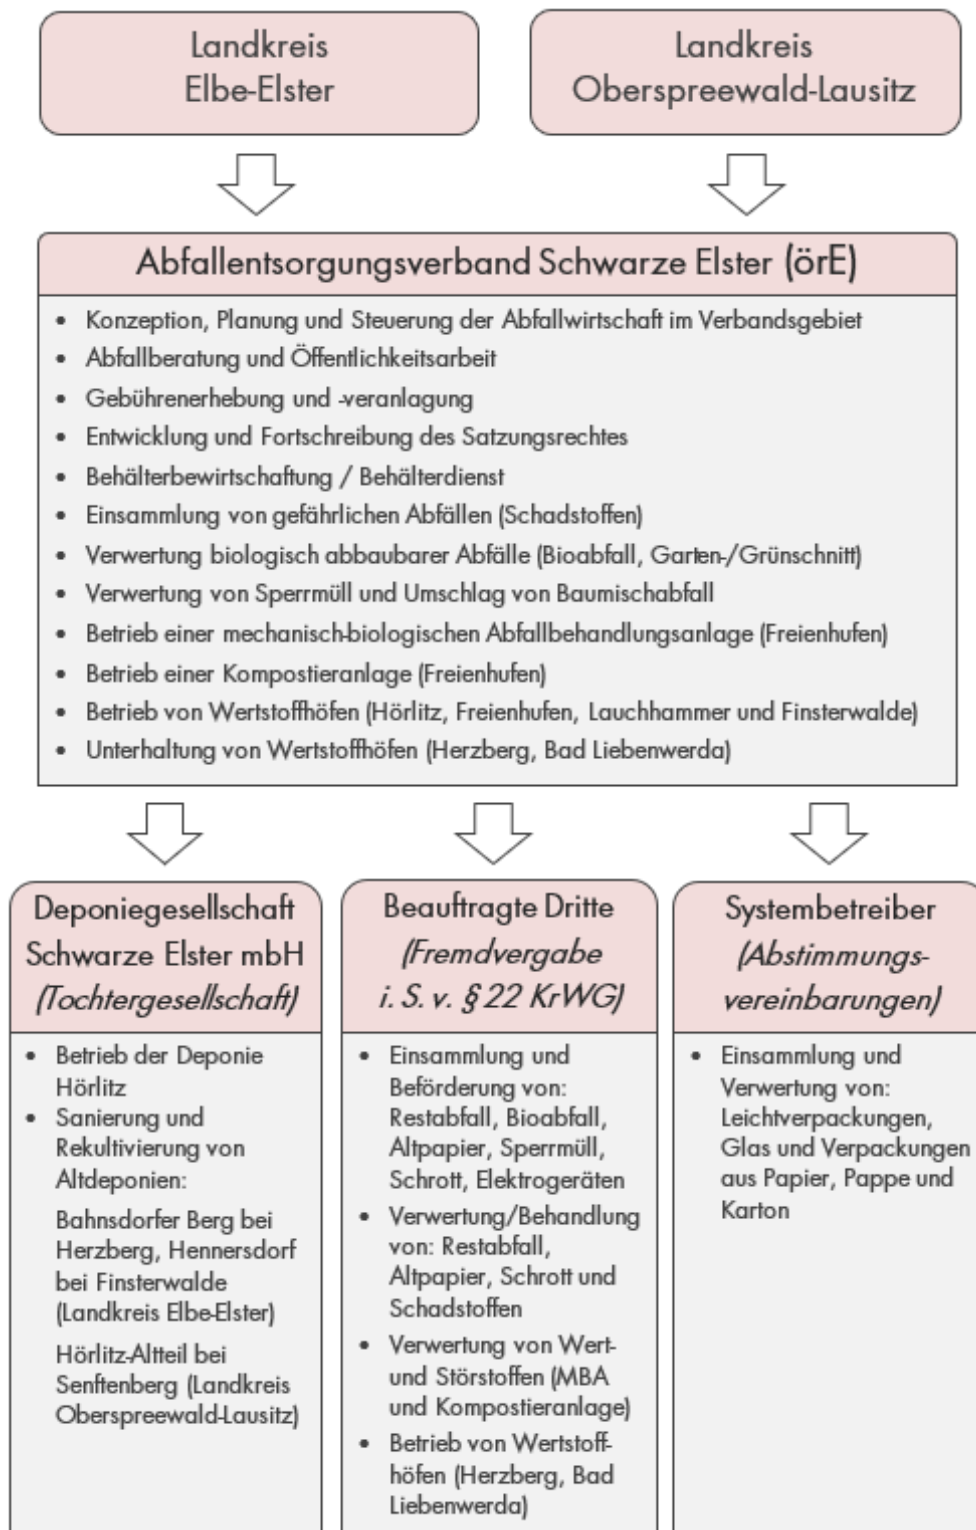 Landkreis
Elbe-Elster
Landkreis
Oberspreewald-Lausitz
Abfallentsorgungsverband Schwarze Elster (örE)
• Konzeption, Planung und Steuerung der Abfallwirtschaft im Verbandsgebiet
• Abfallberatung und Öffentlichkeitsarbeit
• Gebührenerhebung und -veranlagung
• Entwicklung und Fortschreibung des Satzungsrechtes
• Behälterbewirtschaftung / Behälterdienst
• Einsammlung von gefährlichen Abfällen (Schadstoffen)
• Verwertung biologisch abbaubarer Abfälle (Bioabfall, Garten-/Grünschnitt)
• Verwertung von Sperrmüll und Umschlag von Baumischabfall
• Betrieb einer mechanisch-biologischen Abfallbehandlungsanlage (Freienhufen)
• Betrieb einer Kompostieranlage (Freienhufen)
• Betrieb von Wertstoffhöfen (Hörlitz, Freienhufen, Lauchhammer und Finsterwalde)
• Unterhaltung von Wertstoffhöfen (Herzberg, Bad Liebenwerda)
Deponiegesellschaft
Schwarze Elster mbH
(Tochtergesellschaft)
• Betrieb der Deponie
Hörlitz
• Sanierung und
Rekultivierung von
Altdeponien:
Bahnsdorfer Berg bei
Herzberg, Hennersdorf
bei Finsterwalde
(Landkreis Elbe-Elster)
Hörlitz-Altteil bei
Senftenberg (Landkreis
Oberspreewald-Lausitz)
Beauftragte Dritte
(Fremdvergabe
i. S. v. § 22 KrWG)
• Einsammlung und
Beförderung von:
Restabfall, Bioabfall,
Altpapier, Sperrmüll,
Schrott, Elektrogeräten
• Verwertung/Behandlung
von: Restabfall,
Altpapier, Schrott und
Schadstoffen
• Verwertung von Wert-
und Störstoffen (MBA
und Kompostieranlage)
• Betrieb von Wertstoff-
höfen (Herzberg, Bad
Liebenwerda)
Systembetreiber
(Abstimmungs-
vereinbarungen)
• Einsammlung und
Verwertung von:
Leichtverpackungen,
Glas und Verpackungen
aus Papier, Pappe und
Karton